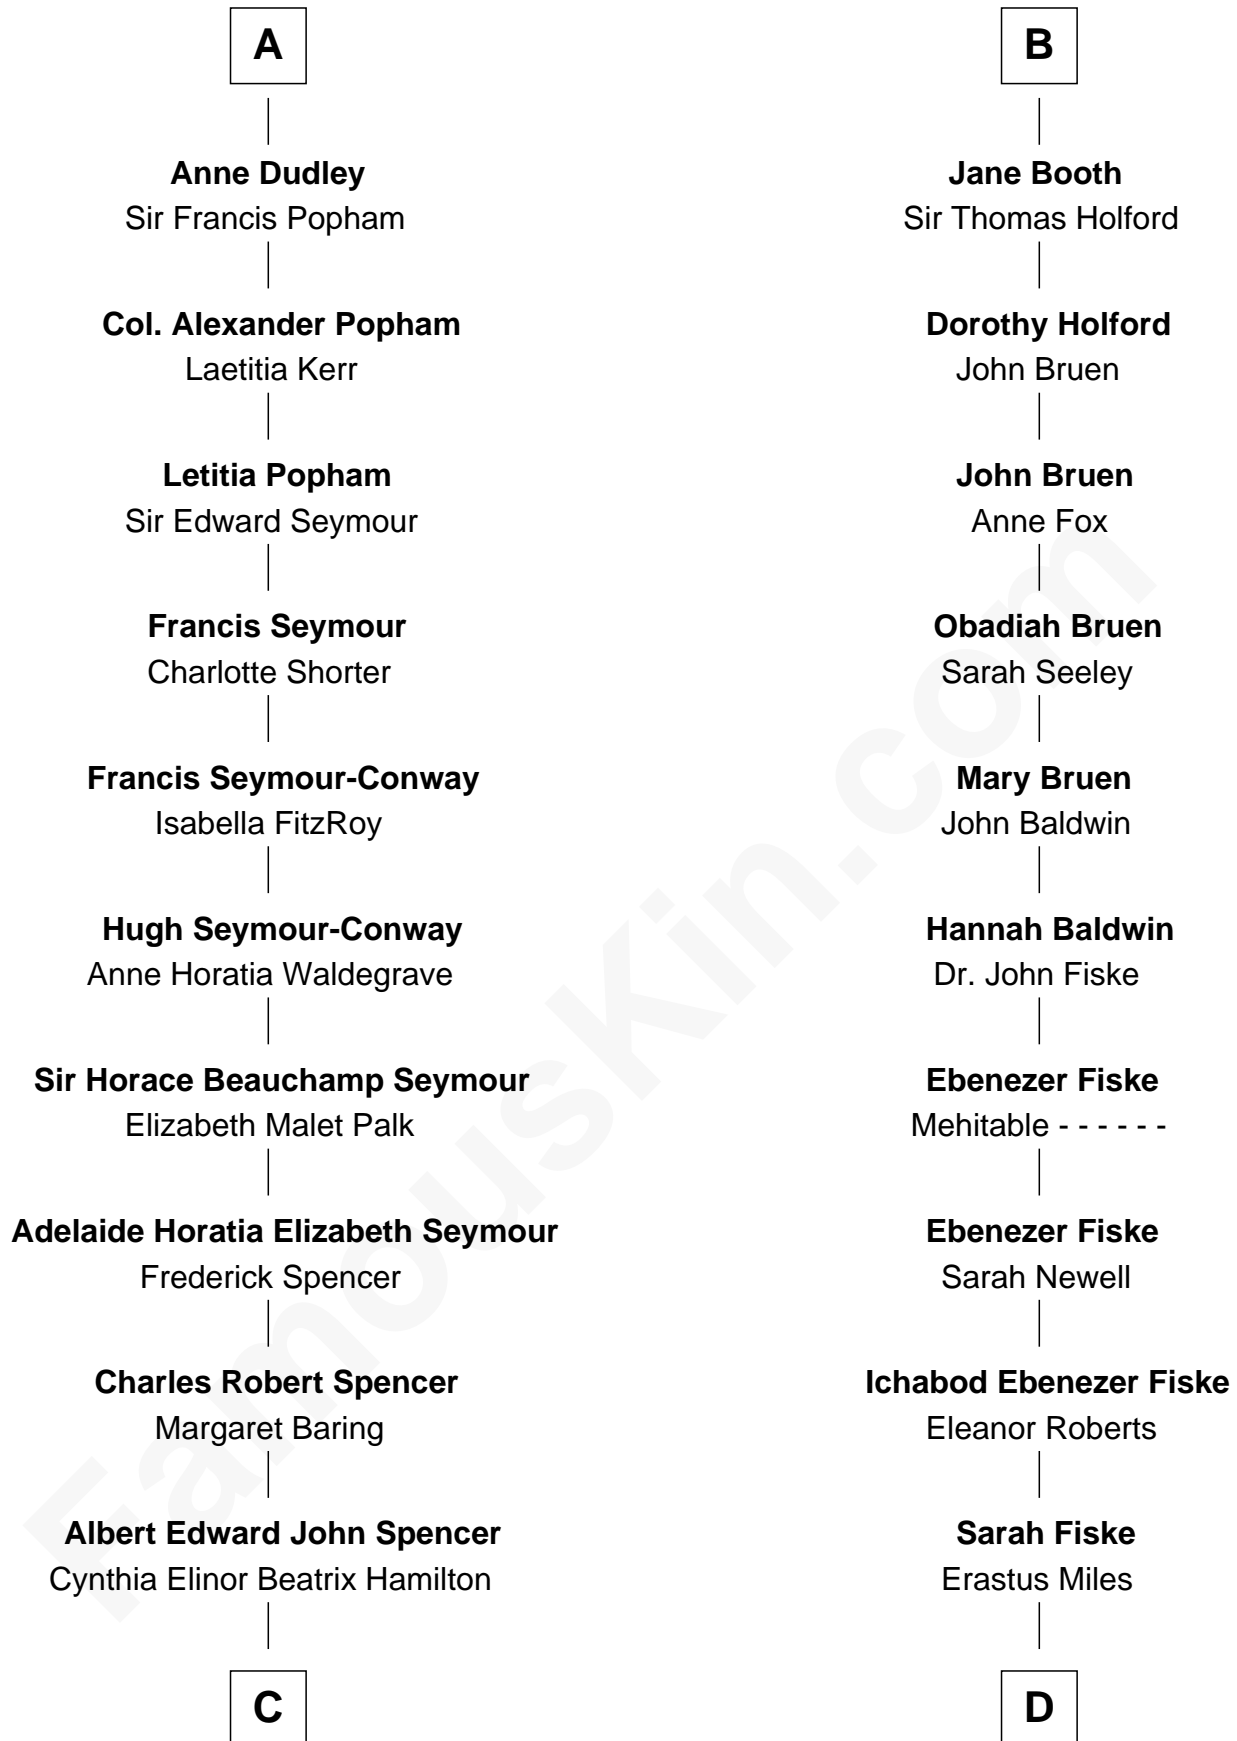 A
Anne Dudley
Sir Francis Popham
Col. Alexander Popham
Laetitia Kerr
Letitia Popham
Sir Edward Seymour
Francis Seymour
Charlotte Shorter
Francis Seymour-Conway
Isabella FitzRoy
Hugh Seymour-Conway
Anne Horatia Waldegrave
Sir Horace Beauchamp Seymour
Elizabeth Malet Palk
Adelaide Horatia Elizabeth Seymour
Frederick Spencer
Charles Robert Spencer
Margaret Baring
Albert Edward John Spencer
Cynthia Elinor Beatrix Hamilton
C
B
Jane Booth
Sir Thomas Holford
Dorothy Holford
John Bruen
John Bruen
Anne Fox
Obadiah Bruen
Sarah Seeley
Mary Bruen
John Baldwin
Hannah Baldwin
Dr. John Fiske
Ebenezer Fiske
Mehitable - - - - - -
Ebenezer Fiske
Sarah Newell
Ichabod Ebenezer Fiske
Eleanor Roberts
Sarah Fiske
Erastus Miles
D
FamousKin.com